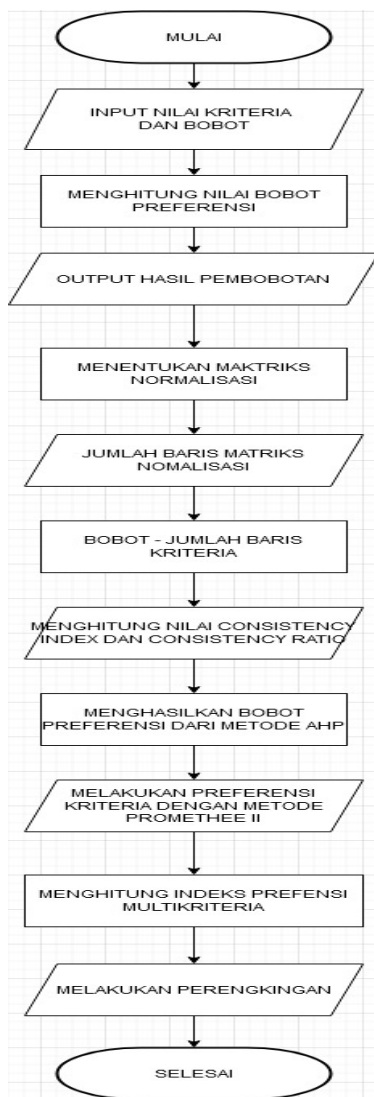 MULAI
INPUT NILAI KRITERIA
DAN BOBOT
MENGHITUNG NILAI BOBOT
PREFERENSI
OUTPUT HASIL PEMBOBOTAN
MENENTUKAN MAKTRIKS
NORMALISASI
JUMLAH BARIS MATRIKS
NOMALISASI
BOBOT - JUMLAH BARIS
KRITERIA
MENGHITUNG NILAI CONSISTENCY
INDEX DAN CONSISTENCY RATIO
MENGHASILKAN BOBOT
PREFERENSI DARI METODE AHP
MELAKUKAN PREFERENSI
KRITERIA DENGAN METODE
PROMETHEE II
MENGHITUNG INDEKS PREFENSI
MULTIKRITERIA
MELAKUKAN PERENGKINGAN
SELESAI